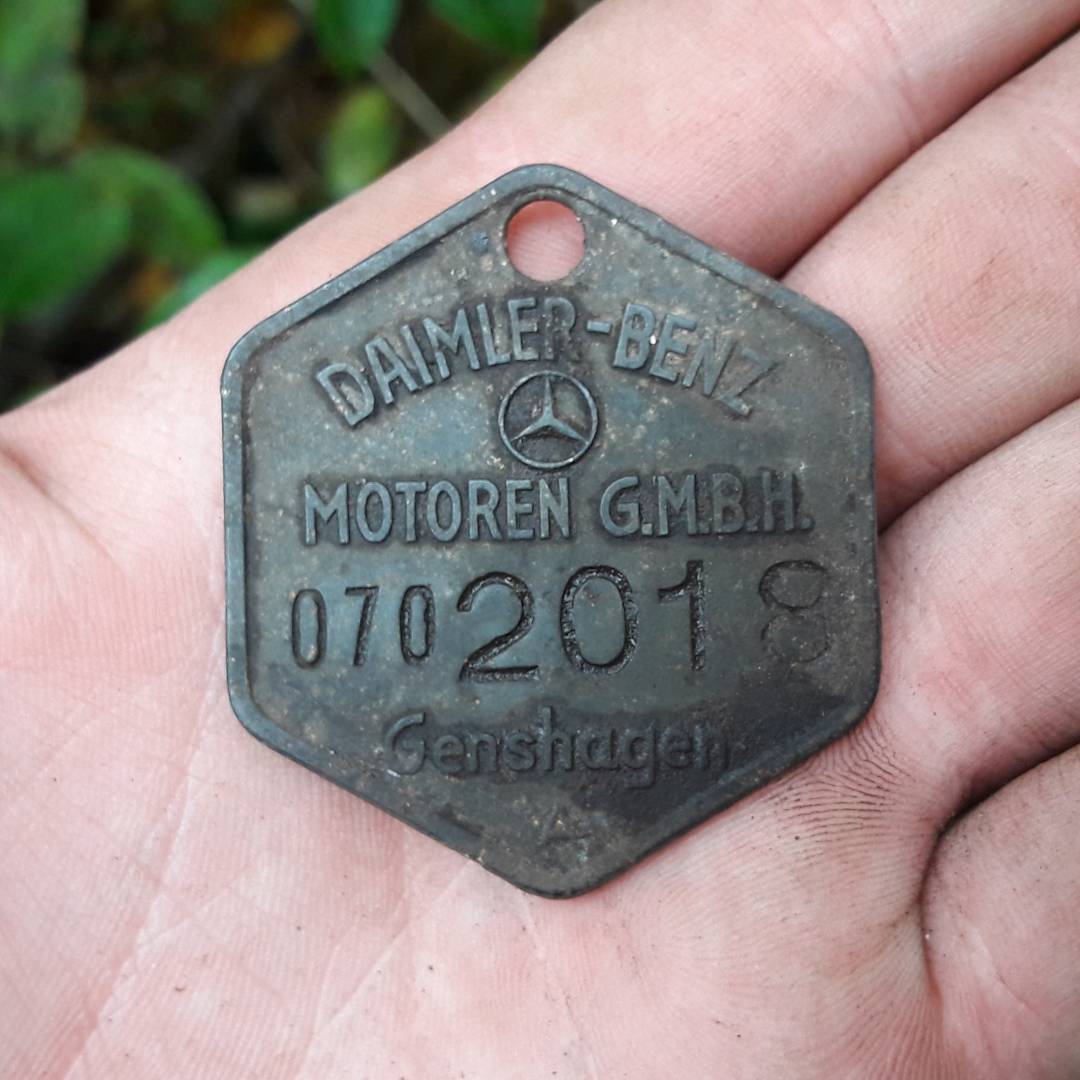 DAIMLER-BENZ
MOTOREN G.M.B.H.
0702018
Genshagen